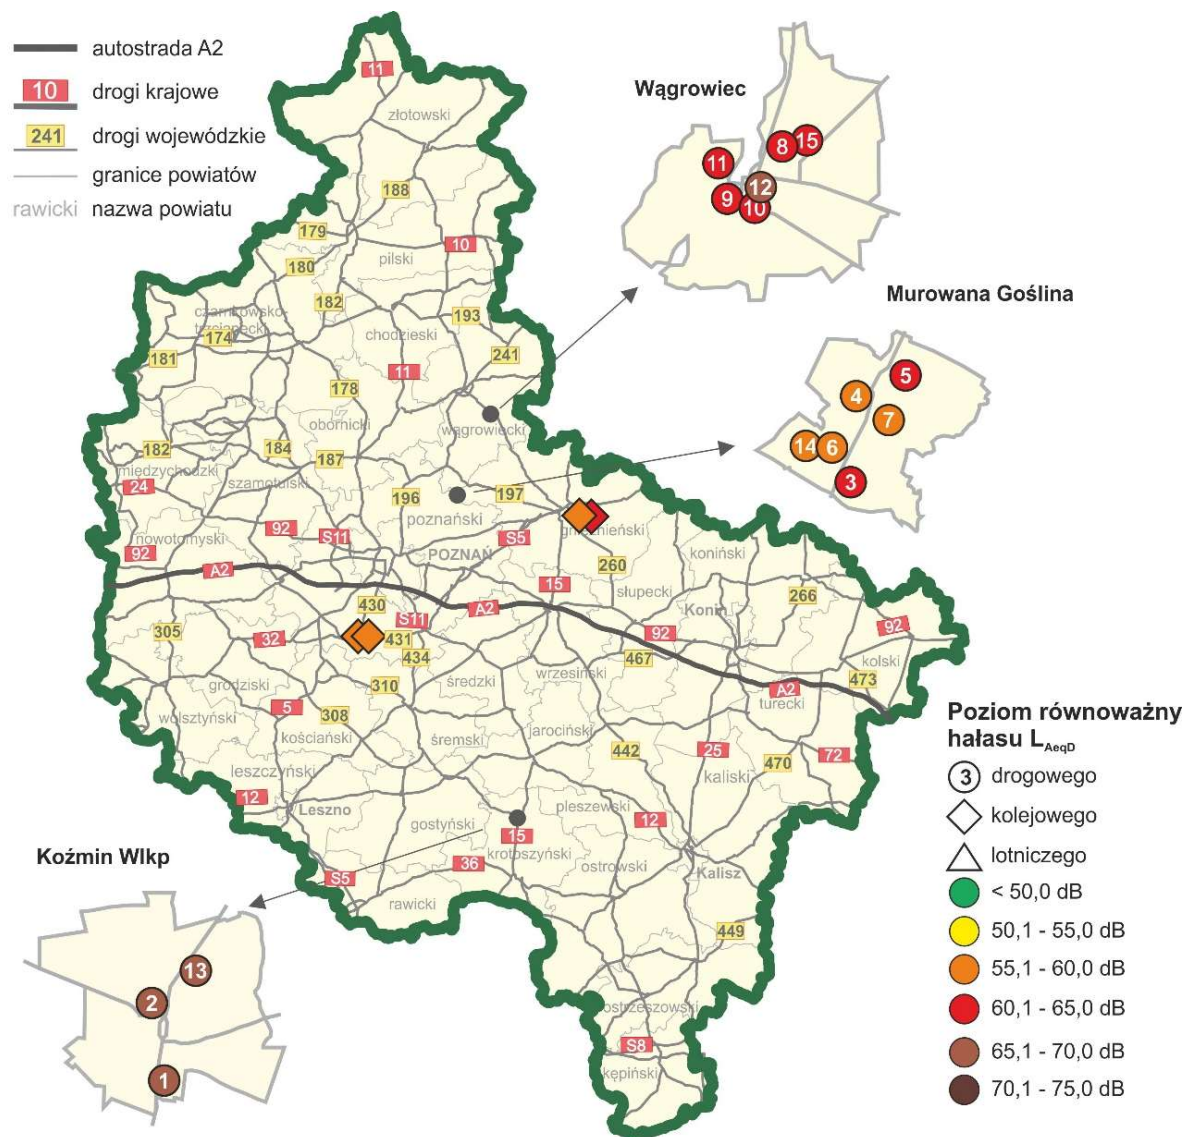 autostrada A2
10 drogi krajowe
241 drogi wojewódzkie
granice powiatów
rawicki nazwa powiatu
Wągrowiec
8 15
11
12
9 10
Murowana Goślina
5
4
7
14 6
3
11
złotowski
188
179
10
pilski
180
182
193
czarnkowsko-
trzcianecki
174
chodzieski
181
241
11
178
obornicki
wągrowiecki
182
184
187
międzychodzki
szamotulski
24
196
197
poznański
92
S11
S5
gnieźnieński
nowotomyski
92
POZNAŃ
koniński
A2
260
15
słupecki
266
430
S11
A2
Konin
305
32
431
92
92
434
467
kolski
grodziski
310
średzki
wrzesiński
473
A2
5
turecki
wolsztyński
308
kościański
śremski
jarociński
442
25
470
72
leszczyński
kaliski
12
Leszno
pleszewski
gostyński
12
15
krotoszyński
36
ostrowski
Kalisz
S5
rawicki
449
ostrzeszowski
S8
kępiński
Koźmin Wlkp
13
2
1
Poziom równoważny
hałasu LAeqD
3 drogowego
kolejowego
lotniczego
< 50,0 dB
50,1 - 55,0 dB
55,1 - 60,0 dB
60,1 - 65,0 dB
65,1 - 70,0 dB
70,1 - 75,0 dB